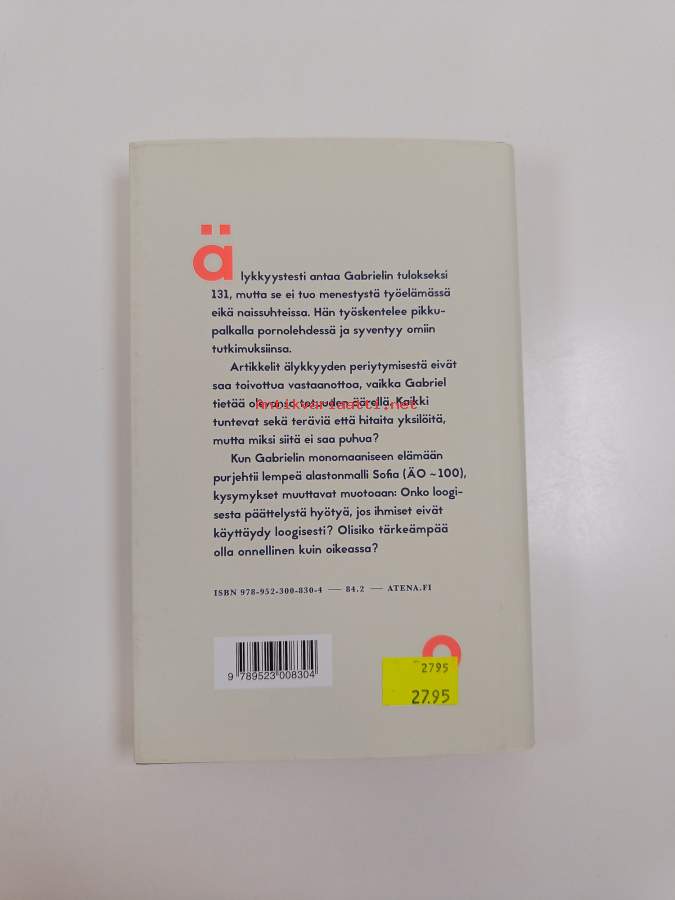 älykkyystesti antaa Gabrielin tulokseksi
131, mutta se ei tuo menestystä työelämässä
eikä naissuhteissa. Hän työskentelee pikku-
palkalla pornolehdessä ja syventyy omiin
tutkimuksiinsa.
Artikkelit älykkyyden periytymisestä eivät
saa toivottua vastaanottoa, vaikka Gabriel
tietää olevansa totuuden äärellä. Kaikki
Antikvariaatti.net
tuntevat sekä teräviä että hitaita yksilöitä,
mutta miksi siitä ei saa puhua?
Kun Gabrielin monomaaniseen elämään
purjehtii lempeä alastonmalli Sofia (ÄO ~100),
kysymykset muuttavat muotoaan: Onko loogi-
sesta päättelystä hyötyä, jos ihmiset eivät
käyttäydy loogisesti? Olisiko tärkeämpää
olla onnellinen kuin oikeassa?
ISBN 978-952-300-830-4 — 84.2 — ATENA.FI
9 789523 008304
2795
27.95